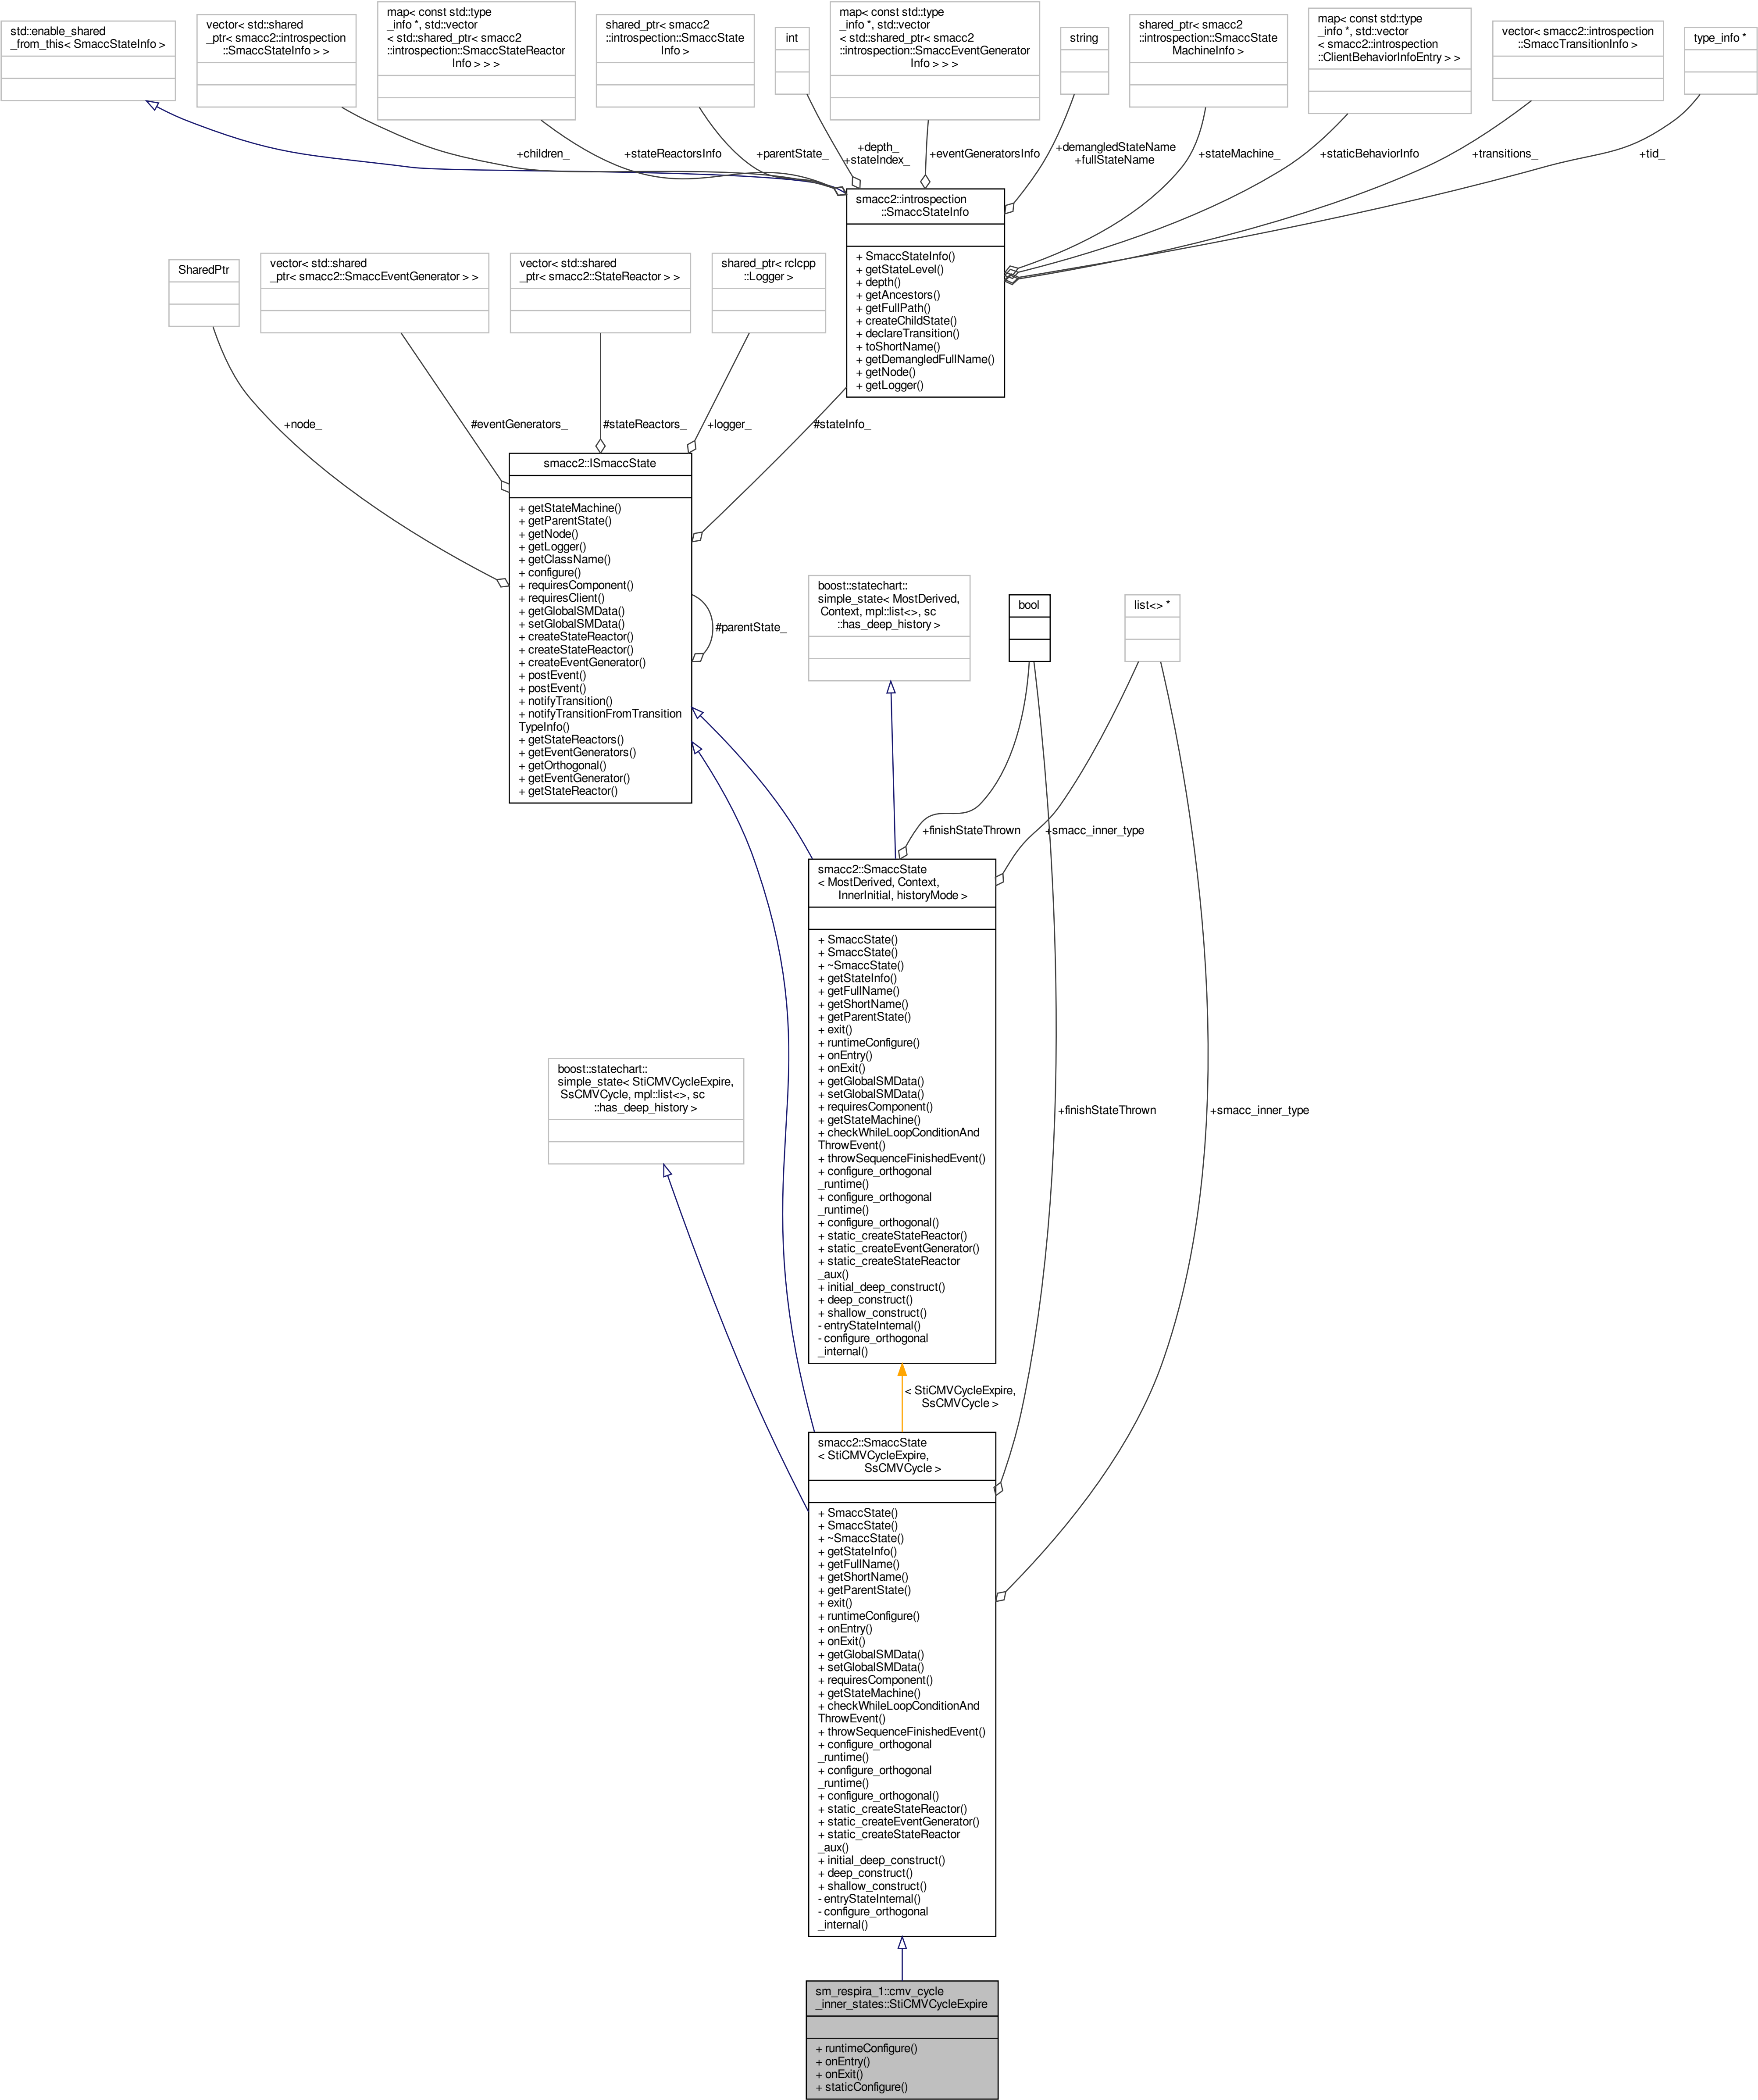 std::enable_shared
_from_this< SmaccStateInfo >
vector< std::shared
_ptr< smacc2::introspection
::SmaccStateInfo > >
map< const std::type
_info *, std::vector
< std::shared_ptr< smacc2
::introspection::SmaccStateReactor
Info > > >
shared_ptr< smacc2
::introspection::SmaccState
Info >
int
map< const std::type
_info *, std::vector
< std::shared_ptr< smacc2
::introspection::SmaccEventGenerator
Info > > >
string
shared_ptr< smacc2
::introspection::SmaccState
MachineInfo >
map< const std::type
_info *, std::vector
< smacc2::introspection
::ClientBehaviorInfoEntry > >
vector< smacc2::introspection
::SmaccTransitionInfo >
type_info *
+children_
+stateReactorsInfo
+parentState_
+depth_
+stateIndex_
+eventGeneratorsInfo
+demangledStateName
+fullStateName
+stateMachine_
+staticBehaviorInfo
+transitions_
+tid_
smacc2::introspection
::SmaccStateInfo
+ SmaccStateInfo()
+ getStateLevel()
+ depth()
+ getAncestors()
+ getFullPath()
+ createChildState()
+ declareTransition()
+ toShortName()
+ getDemangledFullName()
+ getNode()
+ getLogger()
SharedPtr
vector< std::shared
_ptr< smacc2::SmaccEventGenerator > >
vector< std::shared
_ptr< smacc2::StateReactor > >
shared_ptr< rclcpp
::Logger >
+node_
#eventGenerators_
#stateReactors_
+logger_
#stateInfo_
smacc2::ISmaccState
+ getStateMachine()
+ getParentState()
+ getNode()
+ getLogger()
+ getClassName()
+ configure()
+ requiresComponent()
+ requiresClient()
+ getGlobalSMData()
+ setGlobalSMData()
+ createStateReactor()
+ createStateReactor()
+ createEventGenerator()
+ postEvent()
+ postEvent()
+ notifyTransition()
+ notifyTransitionFromTransition
TypeInfo()
+ getStateReactors()
+ getEventGenerators()
+ getOrthogonal()
+ getEventGenerator()
+ getStateReactor()
#parentState_
boost::statechart::
simple_state< MostDerived,
Context, mpl::list<>, sc
::has_deep_history >
bool
list<> *
+finishStateThrown
+smacc_inner_type
smacc2::SmaccState
< MostDerived, Context,
InnerInitial, historyMode >
+ SmaccState()
+ SmaccState()
+ ~SmaccState()
+ getStateInfo()
+ getFullName()
+ getShortName()
+ getParentState()
+ exit()
+ runtimeConfigure()
+ onEntry()
+ onExit()
+ getGlobalSMData()
+ setGlobalSMData()
+ requiresComponent()
+ getStateMachine()
+ checkWhileLoopConditionAnd
ThrowEvent()
+ throwSequenceFinishedEvent()
+ configure_orthogonal
_runtime()
+ configure_orthogonal
_runtime()
+ configure_orthogonal()
+ static_createStateReactor()
+ static_createEventGenerator()
+ static_createStateReactor
_aux()
+ initial_deep_construct()
+ deep_construct()
+ shallow_construct()
- entryStateInternal()
- configure_orthogonal
_internal()
boost::statechart::
simple_state< StiCMVCycleExpire,
SsCMVCycle, mpl::list<>, sc
::has_deep_history >
+finishStateThrown
+smacc_inner_type
< StiCMVCycleExpire,
SsCMVCycle >
smacc2::SmaccState
< StiCMVCycleExpire,
SsCMVCycle >
+ SmaccState()
+ SmaccState()
+ ~SmaccState()
+ getStateInfo()
+ getFullName()
+ getShortName()
+ getParentState()
+ exit()
+ runtimeConfigure()
+ onEntry()
+ onExit()
+ getGlobalSMData()
+ setGlobalSMData()
+ requiresComponent()
+ getStateMachine()
+ checkWhileLoopConditionAnd
ThrowEvent()
+ throwSequenceFinishedEvent()
+ configure_orthogonal
_runtime()
+ configure_orthogonal
_runtime()
+ configure_orthogonal()
+ static_createStateReactor()
+ static_createEventGenerator()
+ static_createStateReactor
_aux()
+ initial_deep_construct()
+ deep_construct()
+ shallow_construct()
- entryStateInternal()
- configure_orthogonal
_internal()
sm_respira_1::cmv_cycle
_inner_states::StiCMVCycleExpire
+ runtimeConfigure()
+ onEntry()
+ onExit()
+ staticConfigure()